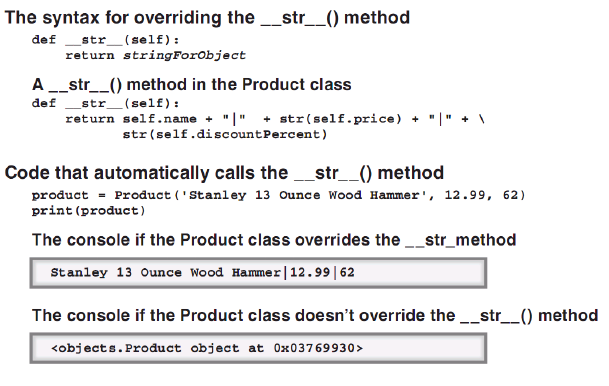 The syntax for overriding the __str__() method
def __str__(self):
return stringForObject
A __str__() method in the Product class
def __str__(self):
return self.name + "|" + str(self.price) + "|" + \
str(self.discountPercent)
Code that automatically calls the __str__() method
product = Product('Stanley 13 Ounce Wood Hammer', 12.99, 62)
print(product)
The console if the Product class overrides the __str_method
Stanley 13 Ounce Wood Hammer|12.99|62
The console if the Product class doesn't override the __str__() method
<objects.Product object at 0x03769930>